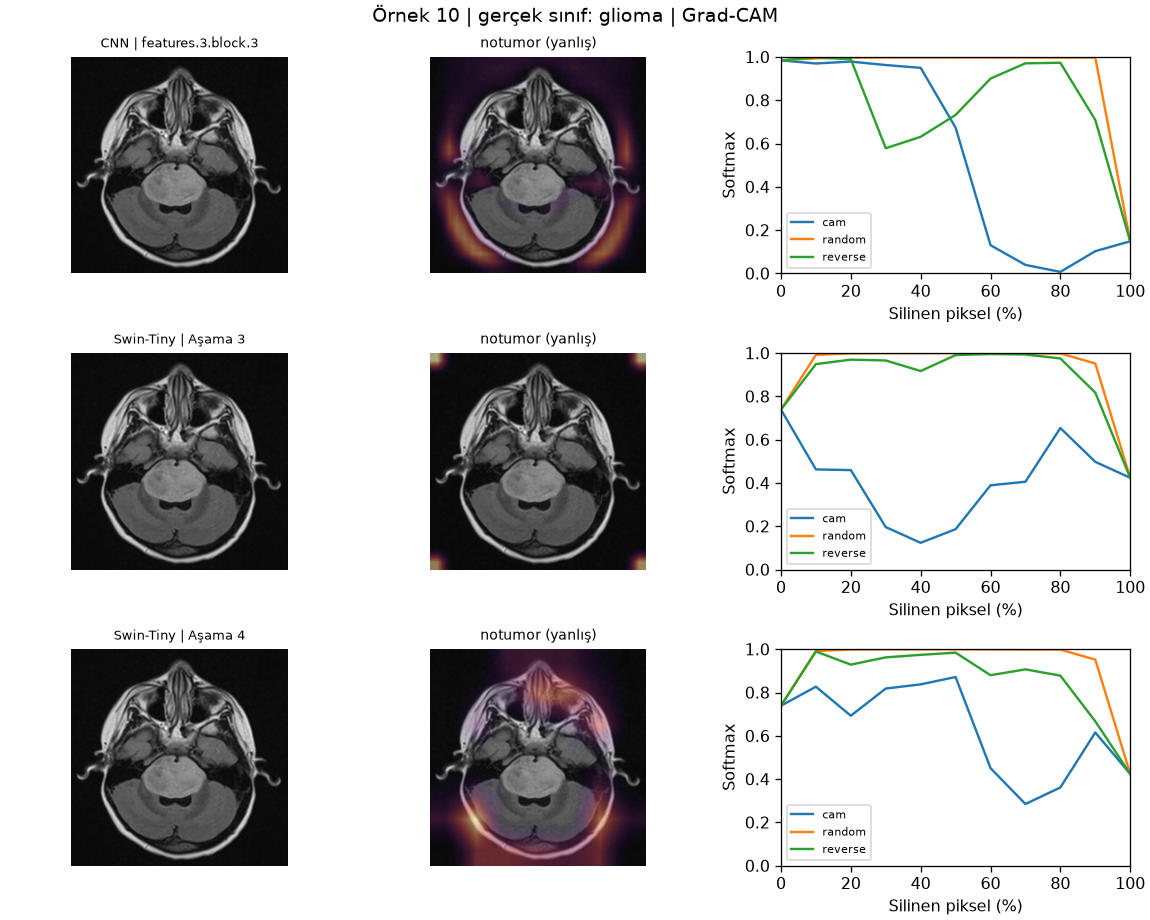 Örnek 10 | gerçek sınıf: glioma | Grad-CAM
CNN | features.3.block.3
notumor (yanlış)
1.0
0.8
0.6
0.4
0.2
0.0
Softmax
cam
random
reverse
0 20 40 60 80 100
Silinen piksel (%)
Swin-Tiny | Aşama 3
notumor (yanlış)
1.0
0.8
0.6
0.4
0.2
0.0
Softmax
cam
random
reverse
0 20 40 60 80 100
Silinen piksel (%)
Swin-Tiny | Aşama 4
notumor (yanlış)
1.0
0.8
0.6
0.4
0.2
0.0
Softmax
cam
random
reverse
0 20 40 60 80 100
Silinen piksel (%)